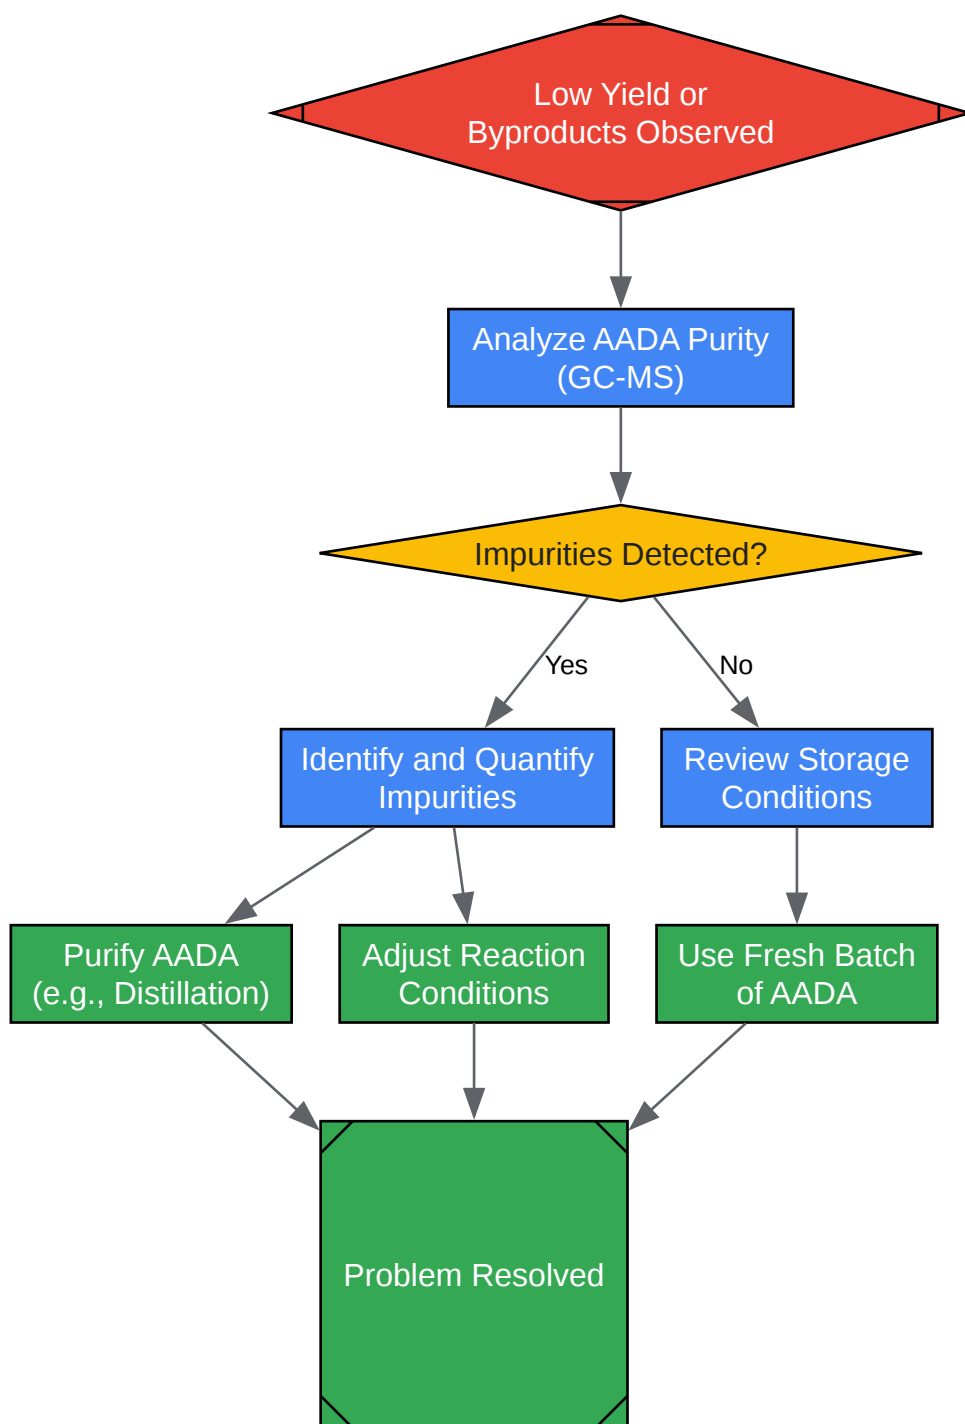 Low Yield or
Byproducts Observed
Analyze AADA Purity
(GC-MS)
Impurities Detected?
Yes
No
Identify and Quantify
Impurities
Review Storage
Conditions
Purify AADA
(e.g., Distillation)
Adjust Reaction
Conditions
Use Fresh Batch
of AADA
Problem Resolved